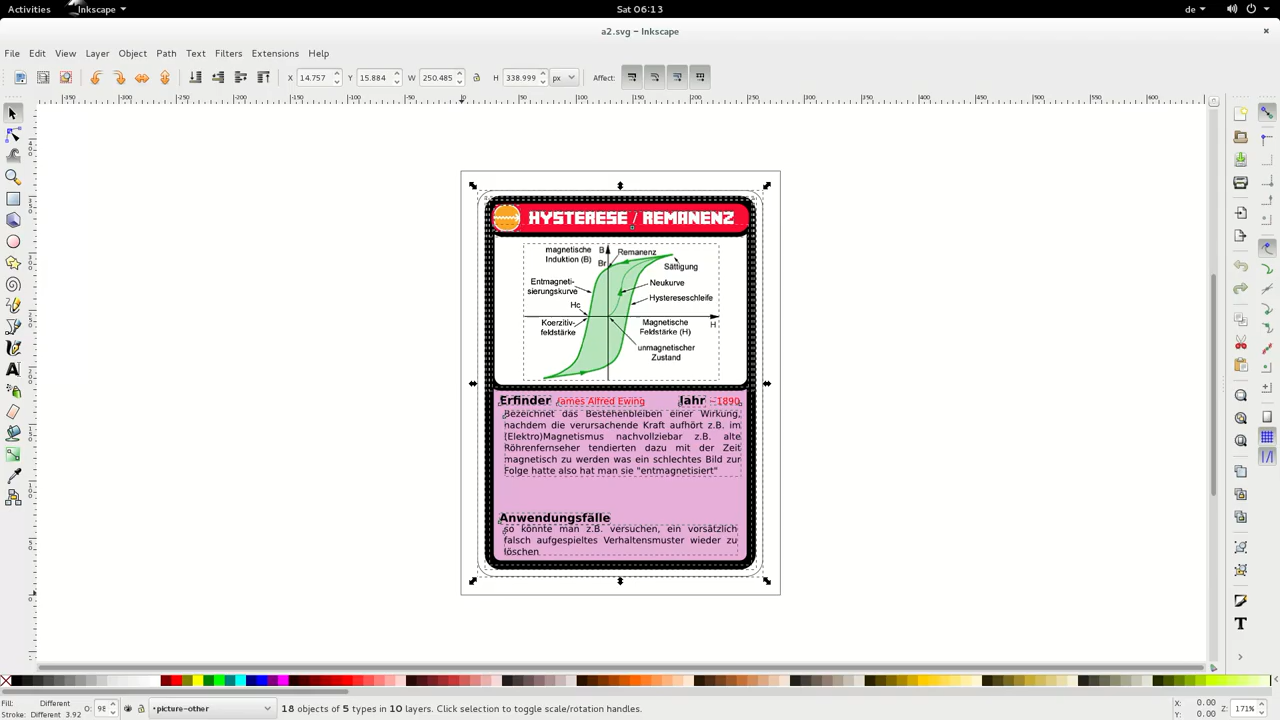 Activities
Inkscape
Sat 06:13
de
a2.svg – Inkscape
File Edit View Layer Object Path Text Filters Extensions Help
X 14.757 Y 15.884 W 250.485 H 338.999 px Affect:
HYSTERESE / REMANENZ
magnetische Induktion (B)
B
Br
Remanenz
Sättigung
Entmagneti-
sierungskurve
Neukurve
Hystereseschleife
Hc
Koerzitiv-
feldstärke
Magnetische
Feldstärke (H)
H
unmagnetischer
Zustand
Erfinder James Alfred Ewing Jahr ~1890
Bezeichnet das Bestehenbleiben einer Wirkung,
nachdem die verursachende Kraft aufhört z.B. im
(Elektro)Magnetismus nachvollziebar z.B. alte
Röhrenfernseher tendierten dazu mit der Zeit
magnetisch zu werden was ein schlechtes Bild zur
Folge hatte also hat man sie "entmagnetisiert"
Anwendungsfälle
so könnte man z.B. versuchen, ein vorsätzlich
falsch aufgespieltes Verhaltensmuster wieder zu
löschen
Fill: Different
Stroke: Different 3.92
O: 98
•picture-other
18 objects of 5 types in 10 layers. Click selection to toggle scale/rotation handles.
X: 0.00
Y: 0.00
Z: 171%